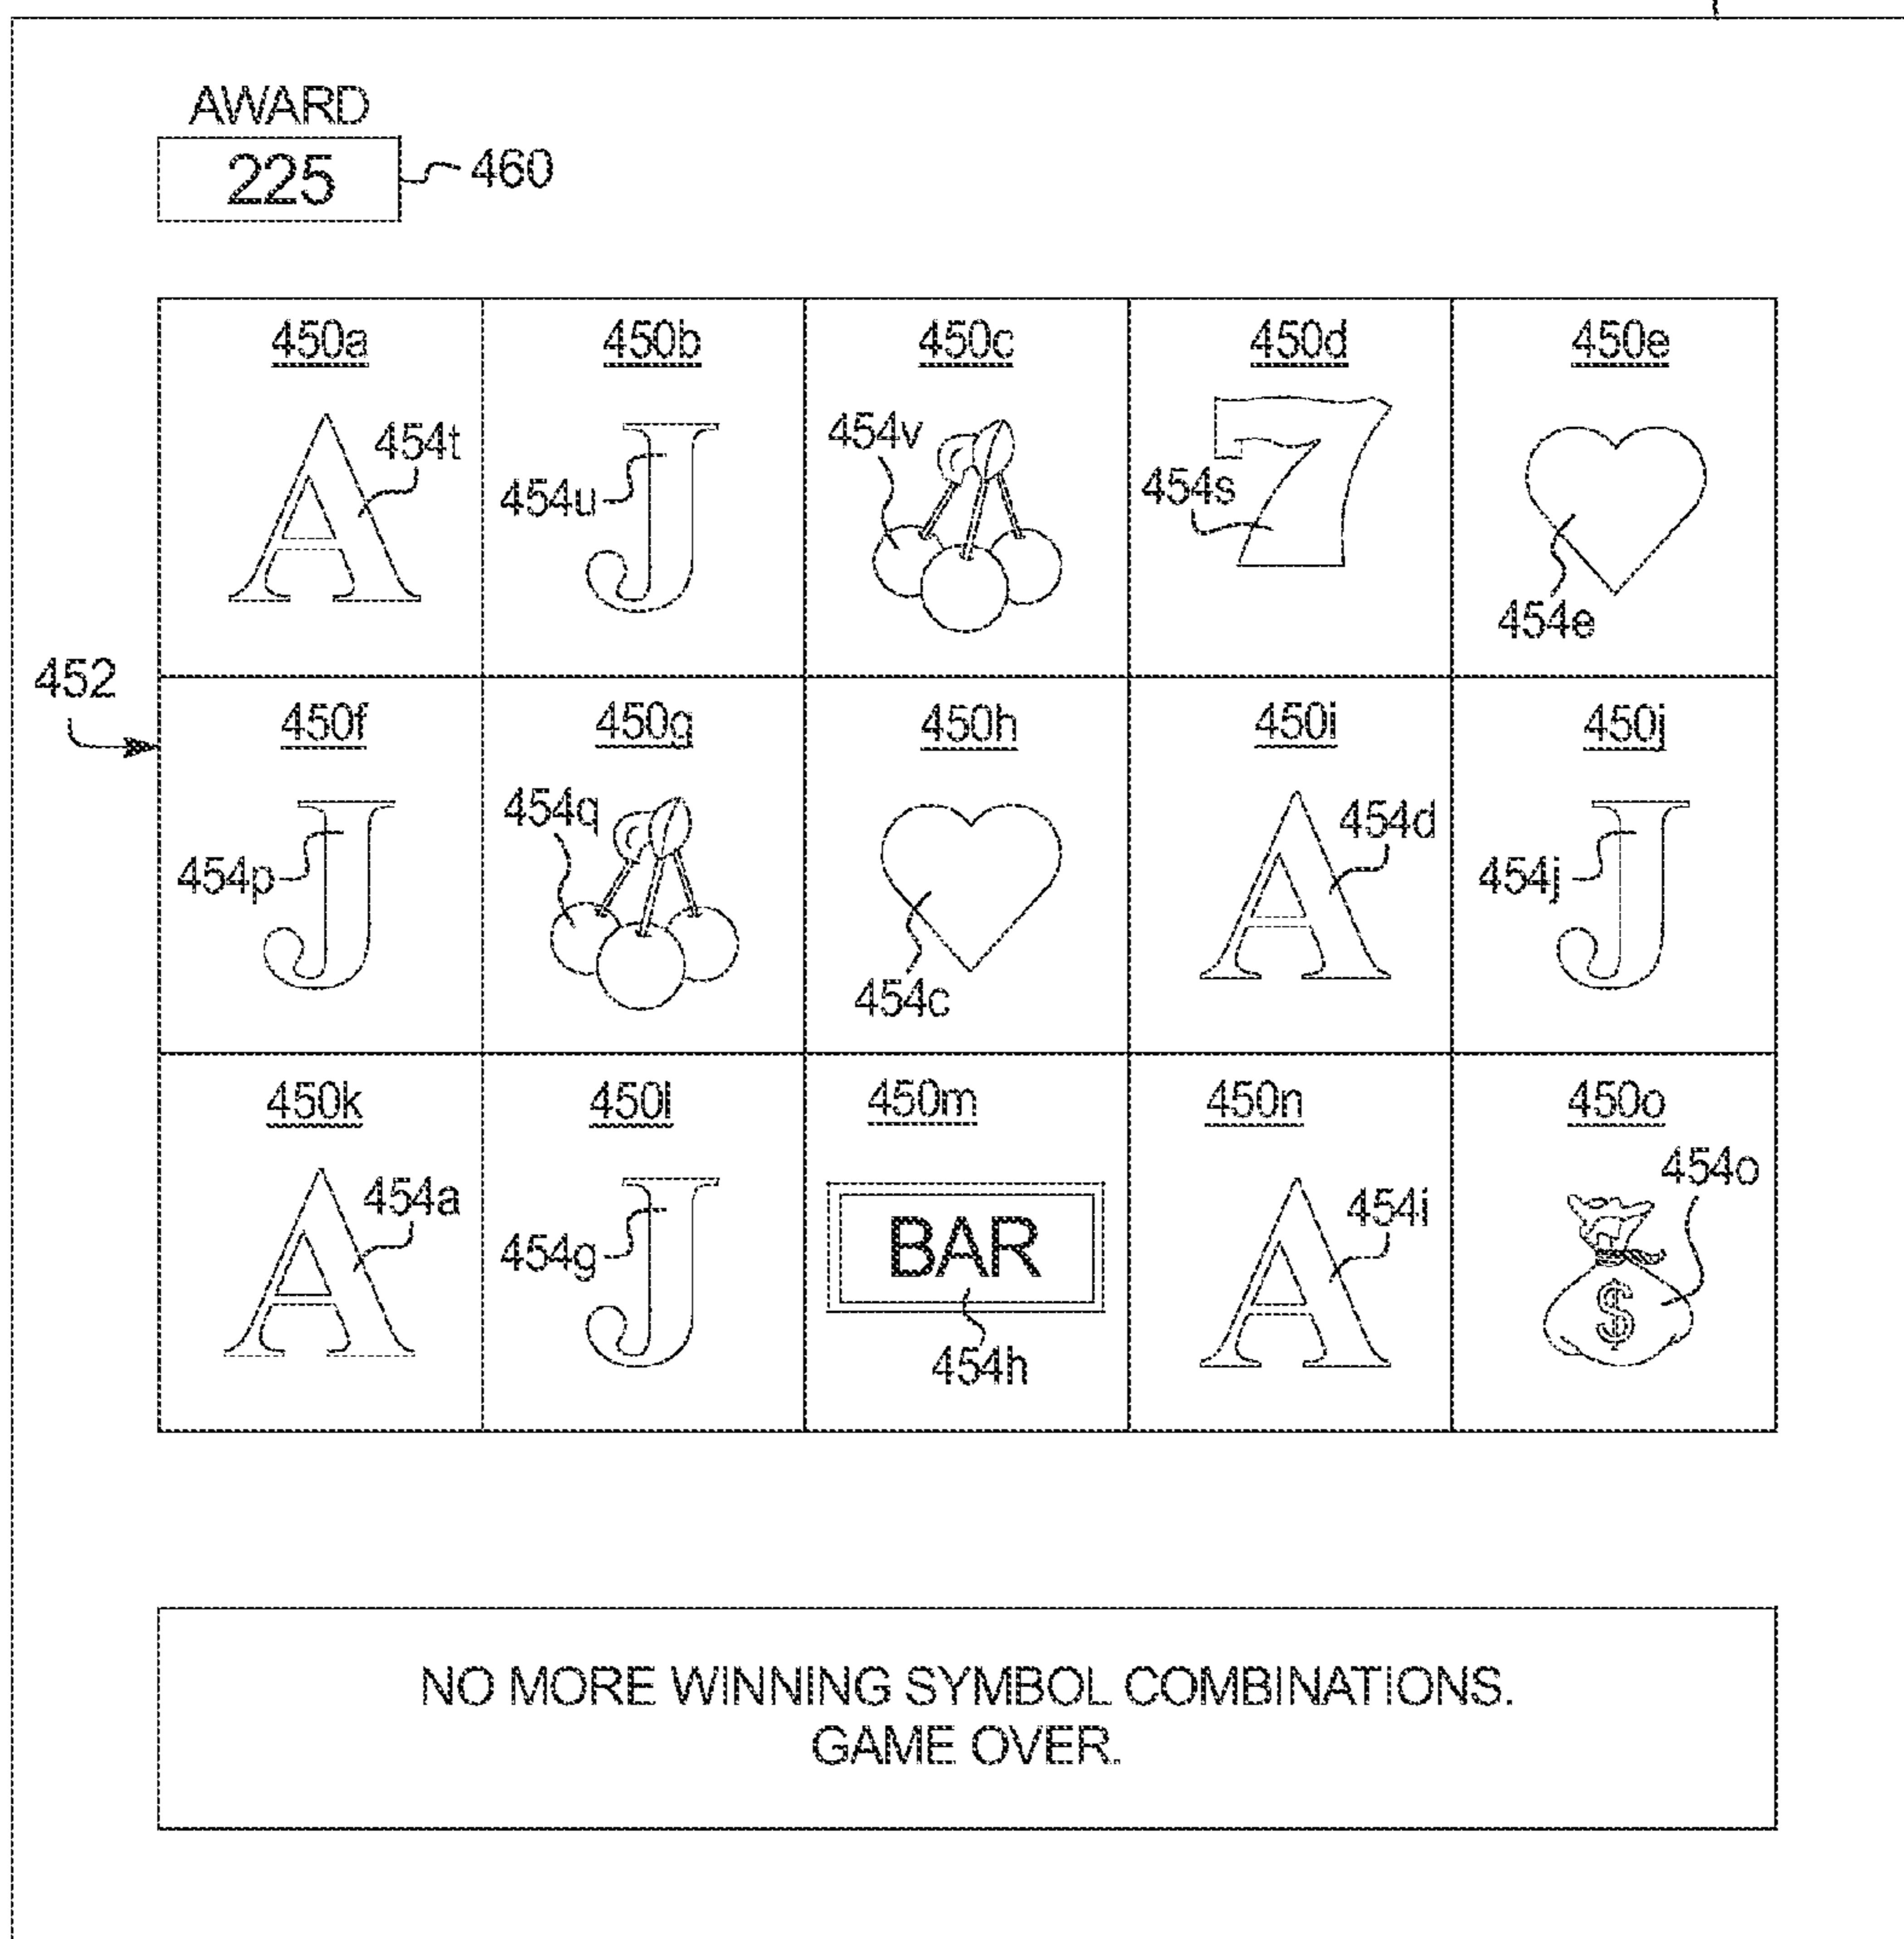 AWARD
225 460
450a 450b 450c 450d 450e
A 454t 454u J 454v 454s 7 454e
452
450f 450g 450h 450i 450j
454p J 454q 454c A 454d 454j J
450k 450l 450m 450n 450o
A 454a 454g J BAR 454h A 454i $ 454o
NO MORE WINNING SYMBOL COMBINATIONS.
GAME OVER.